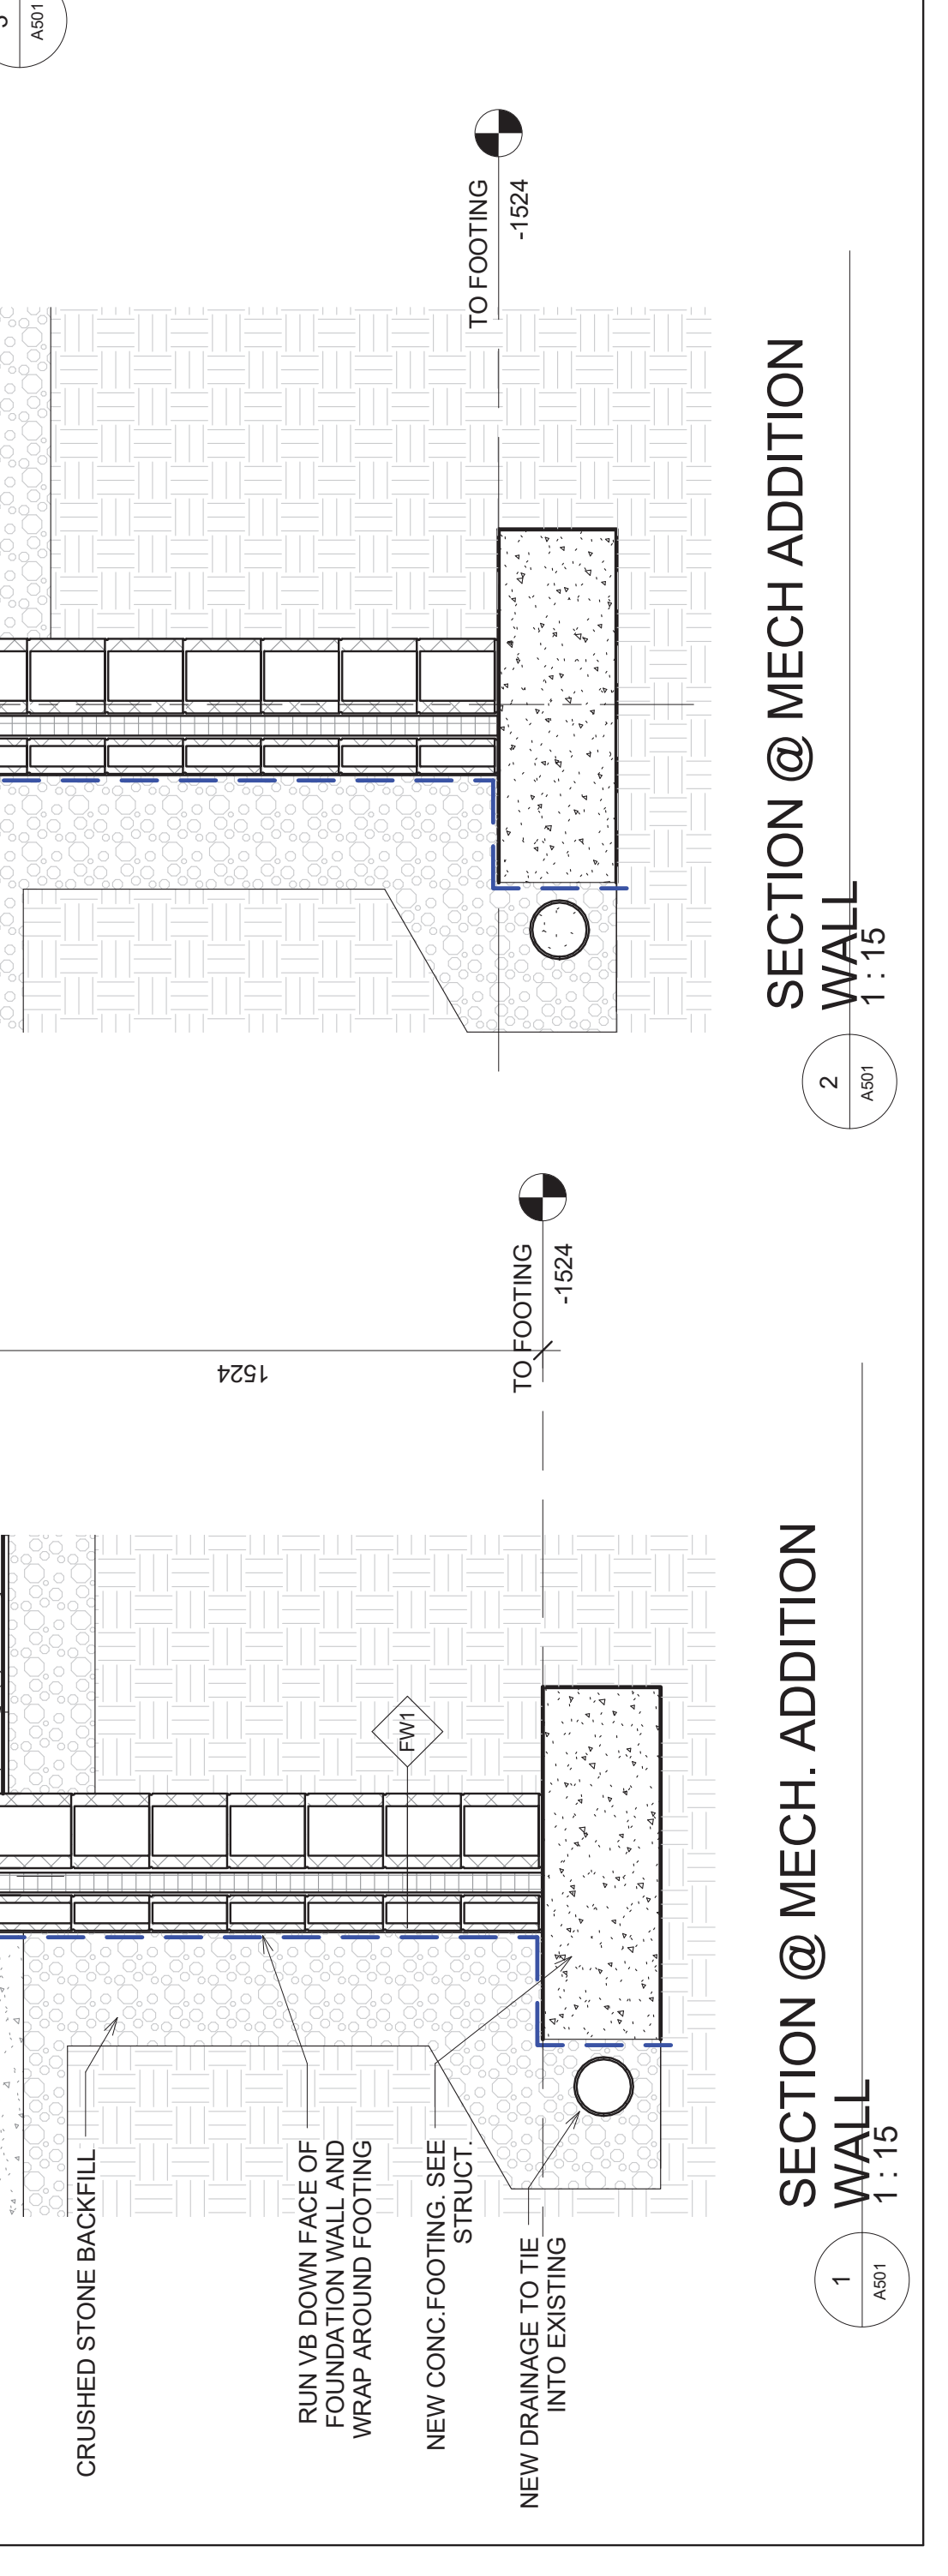 CRUSHED STONE BACKFILL
RUN VB DOWN FACE OF
FOUNDATION WALL AND
WRAP AROUND FOOTING
NEW CONC.FOOTING. SEE
STRUCT.
NEW DRAINAGE TO TIE
INTO EXISTING
FW1
1524
TO FOOTING
-1524
1
A501
SECTION @ MECH. ADDITION
WALL
1 : 15
TO FOOTING
-1524
2
A501
SECTION @ MECH ADDITION
WALL
1 : 15
A501